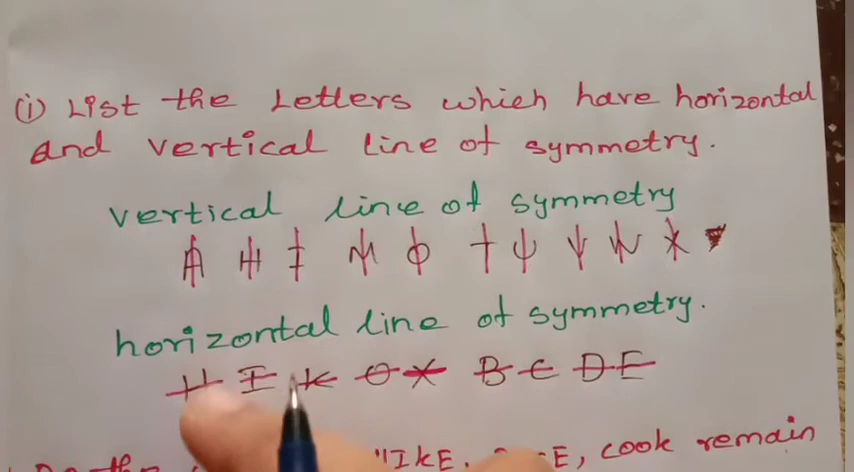 (i) List the Letters which have horizontal
and vertical line of symmetry.
vertical line of symmetry
A H I M O T U V W X
horizontal line of symmetry.
H I K O X B C D E
cook remain